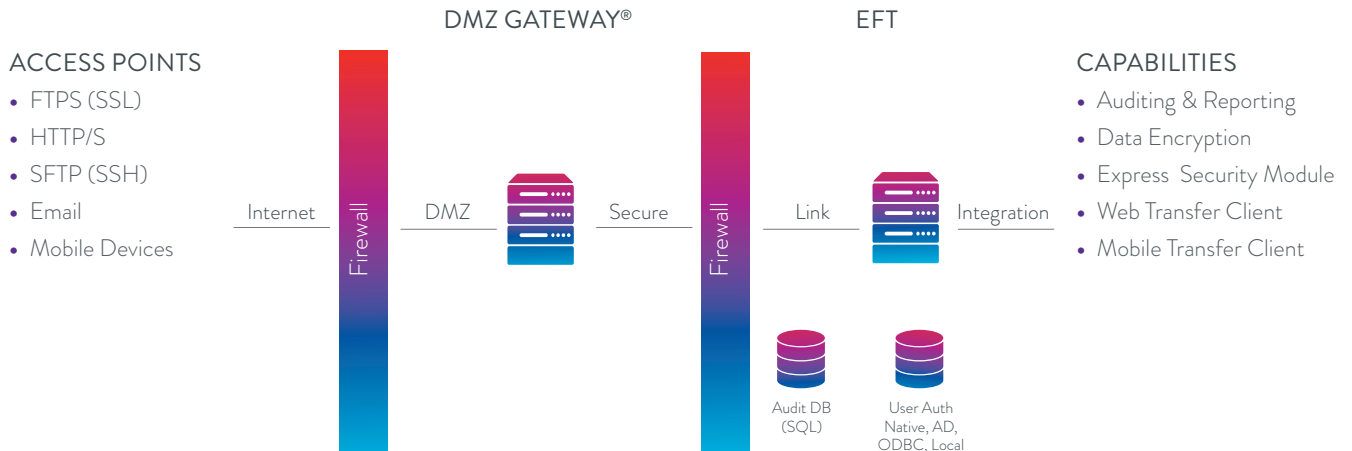 DMZ GATEWAY®
EFT
ACCESS POINTS
• FTPS (SSL)
• HTTP/S
• SFTP (SSH)
• Email
• Mobile Devices
Internet
Firewall
DMZ
Secure
Firewall
Link
Integration
CAPABILITIES
• Auditing & Reporting
• Data Encryption
• Express Security Module
• Web Transfer Client
• Mobile Transfer Client
Audit DB
(SQL)
User Auth
Native, AD,
ODBC, Local